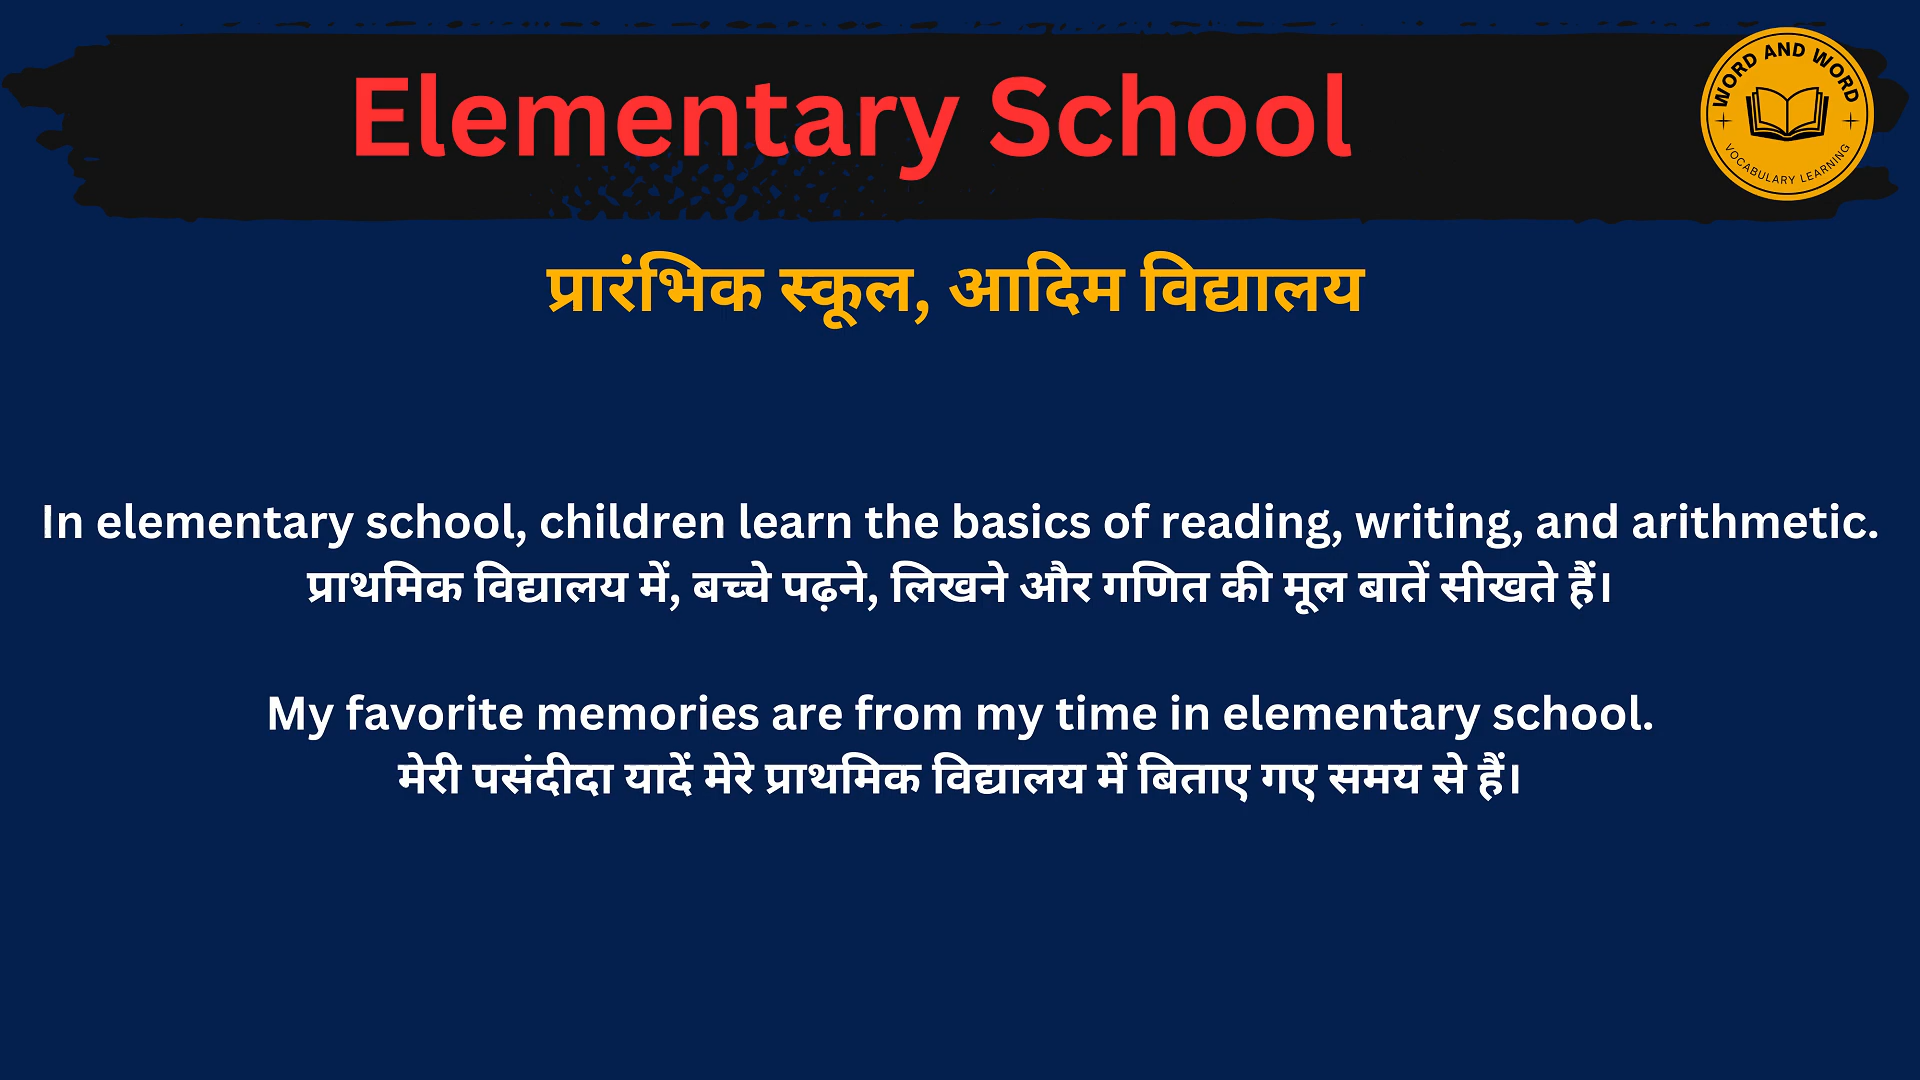 Elementary School
WORD AND WORD
VOCABULARY LEARNING
प्रारंभिक स्कूल, आदिम विद्यालय
In elementary school, children learn the basics of reading, writing, and arithmetic.
प्राथमिक विद्यालय में, बच्चे पढ़ने, लिखने और गणित की मूल बातें सीखते हैं।
My favorite memories are from my time in elementary school.
मेरी पसंदीदा यादें मेरे प्राथमिक विद्यालय में बिताए गए समय से हैं।